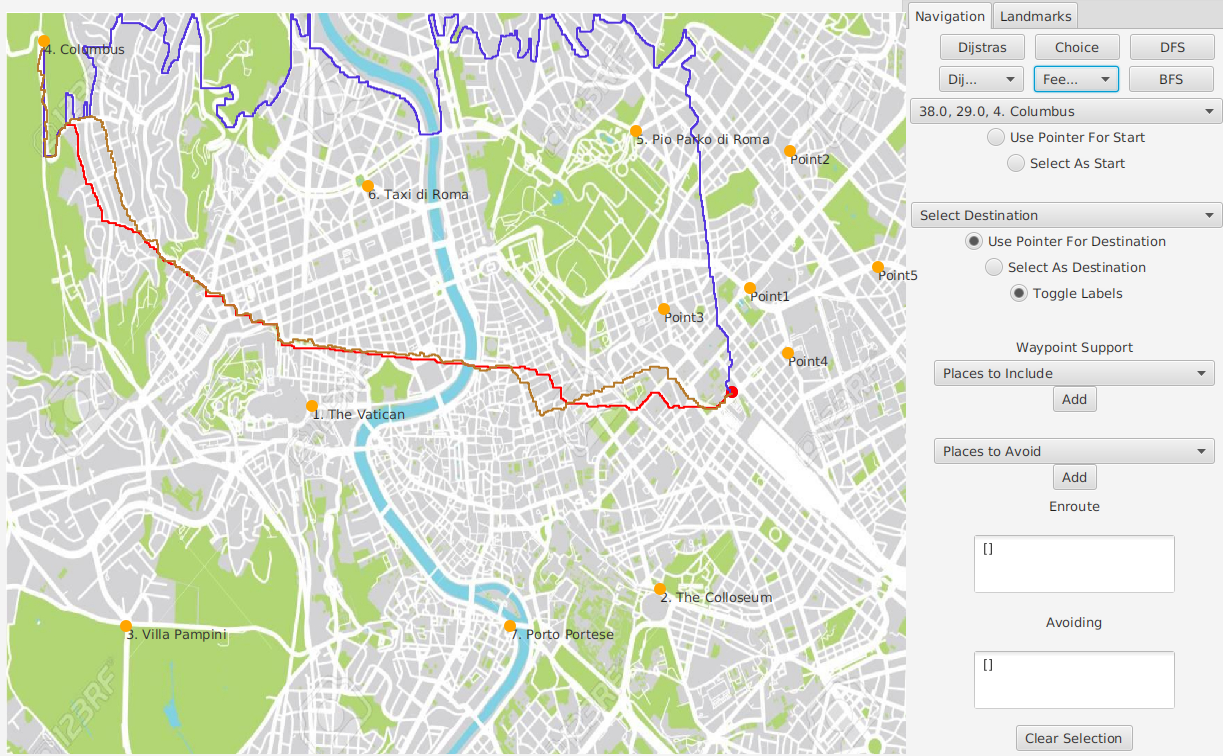 Navigation
Landmarks
Dijstras
Choice
DFS
Dij...
Fee...
BFS
38.0, 29.0, 4. Columbus
Use Pointer For Start
Select As Start
Select Destination
Use Pointer For Destination
Select As Destination
Toggle Labels
Waypoint Support
Places to Include
Add
Places to Avoid
Add
Enroute
[]
Avoiding
[]
Clear Selection
4. Columbus
5. Pio Parko di Roma
Point2
6. Taxi di Roma
Point5
Point1
Point3
Point4
1. The Vatican
2. The Colloseum
3. Villa Pampini
7. Porto Portese
123RF